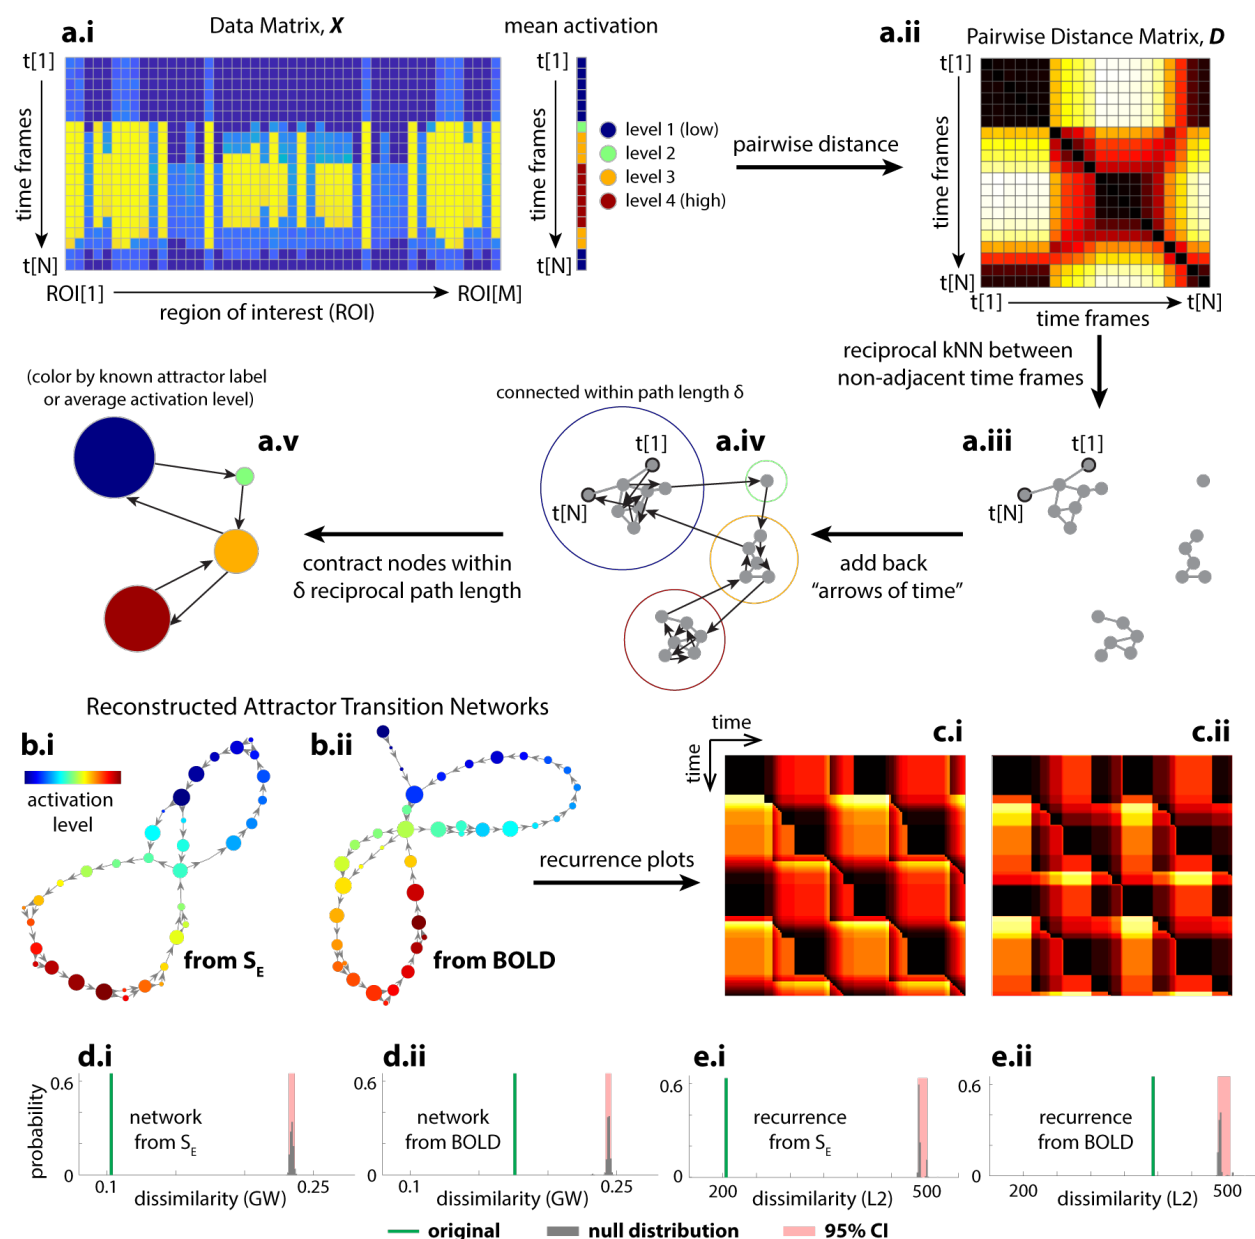 a.i
Data Matrix, X
mean activation
a.ii
Pairwise Distance Matrix, D
t[1]
time frames
t[N]
ROI[1]
ROI[M]
region of interest (ROI)
t[1]
time frames
t[N]
level 1 (low)
level 2
level 3
level 4 (high)
pairwise distance
t[1]
time frames
t[N]
t[1]
t[N]
time frames
reciprocal kNN between
non-adjacent time frames
(color by known attractor label
or average activation level)
a.v
connected within path length δ
a.iv
t[1]
t[N]
a.iii
t[1]
t[N]
contract nodes within
δ reciprocal path length
add back
“arrows of time”
Reconstructed Attractor Transition Networks
b.i
activation
level
from SE
b.ii
from BOLD
recurrence plots
time
time
c.i
c.ii
d.i
probability
0.6
0
network
from SE
0.1
0.25
dissimilarity (GW)
d.ii
0.6
0
network
from BOLD
0.1
0.25
dissimilarity (GW)
e.i
0.6
0
recurrence
from SE
200
500
dissimilarity (L2)
e.ii
0.6
0
recurrence
from BOLD
200
500
dissimilarity (L2)
original
null distribution
95% CI